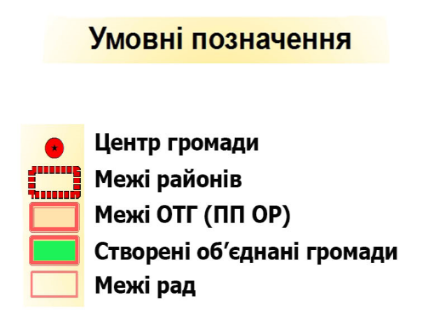 Умовні позначення
Центр громади
Межі районів
Межі ОТГ (ПП ОР)
Створені об’єднані громади
Межі рад